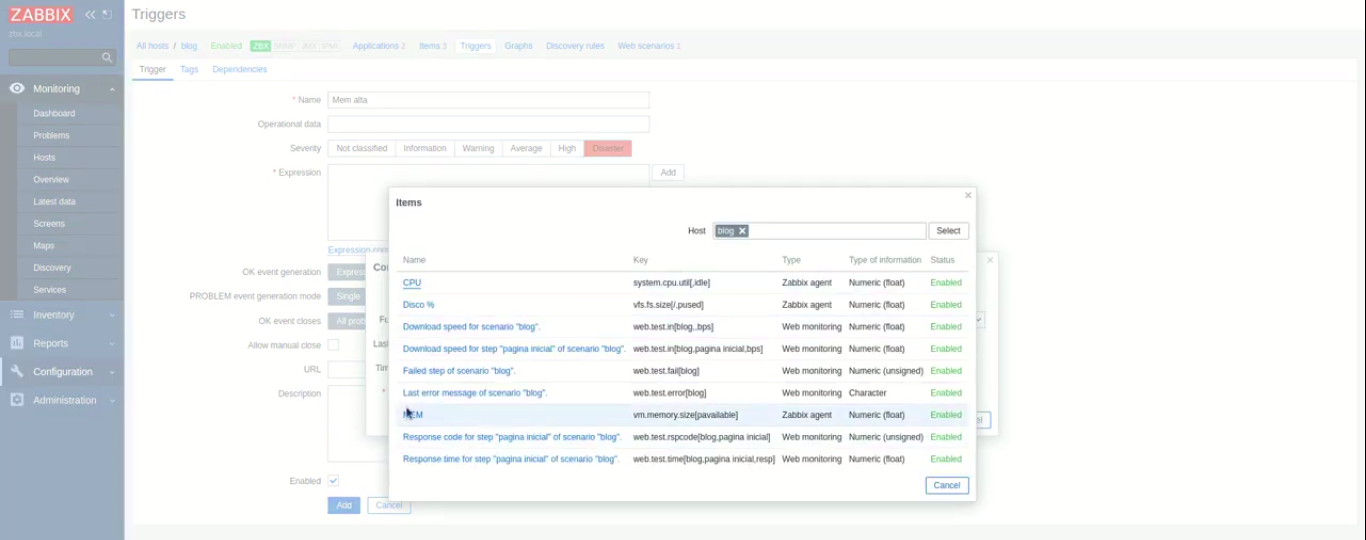 ZABBIX
Triggers
zbx.local
All hosts / blog Enabled ZBX SNMP JMX IPMI Applications 2 Items 3 Triggers Graphs Discovery rules Web scenarios 1
Trigger Tags Dependencies
Monitoring
Dashboard
Problems
Hosts
Overview
Latest data
Screens
Maps
Discovery
Services
Inventory
Reports
Configuration
Administration
* Name Mem alta
Operational data
Severity Not classified Information Warning Average High Disaster
* Expression Add
Expression
OK event generation
PROBLEM event generation mode Single
OK event closes
Allow manual close
URL
Description
Enabled
Add Cancel
Items
Host blog Select
Name Key Type Type of information Status
CPU system.cpu.util[,idle] Zabbix agent Numeric (float) Enabled
Disco % vfs.fs.size[/,pused] Zabbix agent Numeric (float) Enabled
Download speed for scenario "blog". web.test.in[blog,,bps] Web monitoring Numeric (float) Enabled
Download speed for step "pagina inicial" of scenario "blog". web.test.in[blog,pagina inicial,bps] Web monitoring Numeric (float) Enabled
Failed step of scenario "blog". web.test.fail[blog] Web monitoring Numeric (unsigned) Enabled
Last error message of scenario "blog". web.test.error[blog] Web monitoring Character Enabled
MEM vm.memory.size[pavailable] Zabbix agent Numeric (float) Enabled
Response code for step "pagina inicial" of scenario "blog". web.test.rspcode[blog,pagina inicial] Web monitoring Numeric (unsigned) Enabled
Response time for step "pagina inicial" of scenario "blog". web.test.time[blog,pagina inicial,resp] Web monitoring Numeric (float) Enabled
Cancel